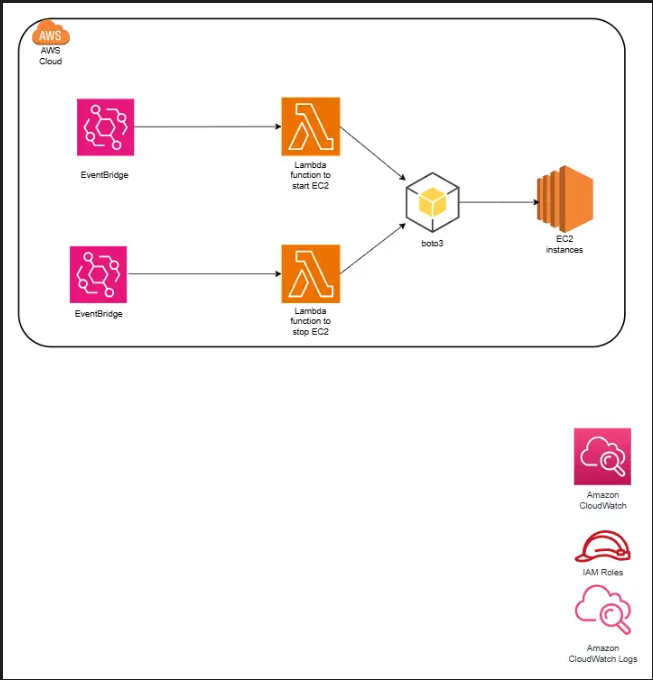 AWS
AWS
Cloud
EventBridge
Lambda
function to
start EC2
boto3
EC2
instances
EventBridge
Lambda
function to
stop EC2
Amazon
CloudWatch
IAM Roles
Amazon
CloudWatch Logs